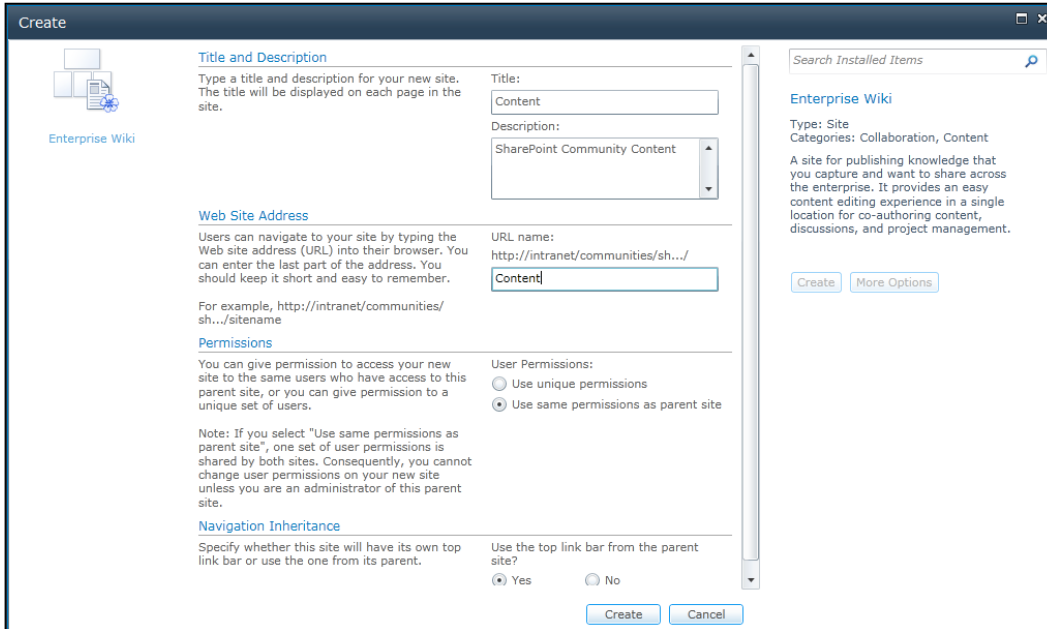 Create
Enterprise Wiki
Title and Description
Type a title and description for your new site.
The title will be displayed on each page in the
site.
Title:
Content
Description:
SharePoint Community Content
Web Site Address
Users can navigate to your site by typing the
Web site address (URL) into their browser. You
can enter the last part of the address. You
should keep it short and easy to remember.
For example, http://intranet/communities/
sh.../sitename
URL name:
http://intranet/communities/sh.../
Content
Permissions
You can give permission to access your new
site to the same users who have access to this
parent site, or you can give permission to a
unique set of users.
Note: If you select "Use same permissions as
parent site", one set of user permissions is
shared by both sites. Consequently, you cannot
change user permissions on your new site
unless you are an administrator of this parent
site.
User Permissions:
Use unique permissions
Use same permissions as parent site
Navigation Inheritance
Specify whether this site will have its own top
link bar or use the one from its parent.
Use the top link bar from the parent
site?
Yes No
Create Cancel
Search Installed Items
Enterprise Wiki
Type: Site
Categories: Collaboration, Content
A site for publishing knowledge that
you capture and want to share across
the enterprise. It provides an easy
content editing experience in a single
location for co-authoring content,
discussions, and project management.
Create More Options